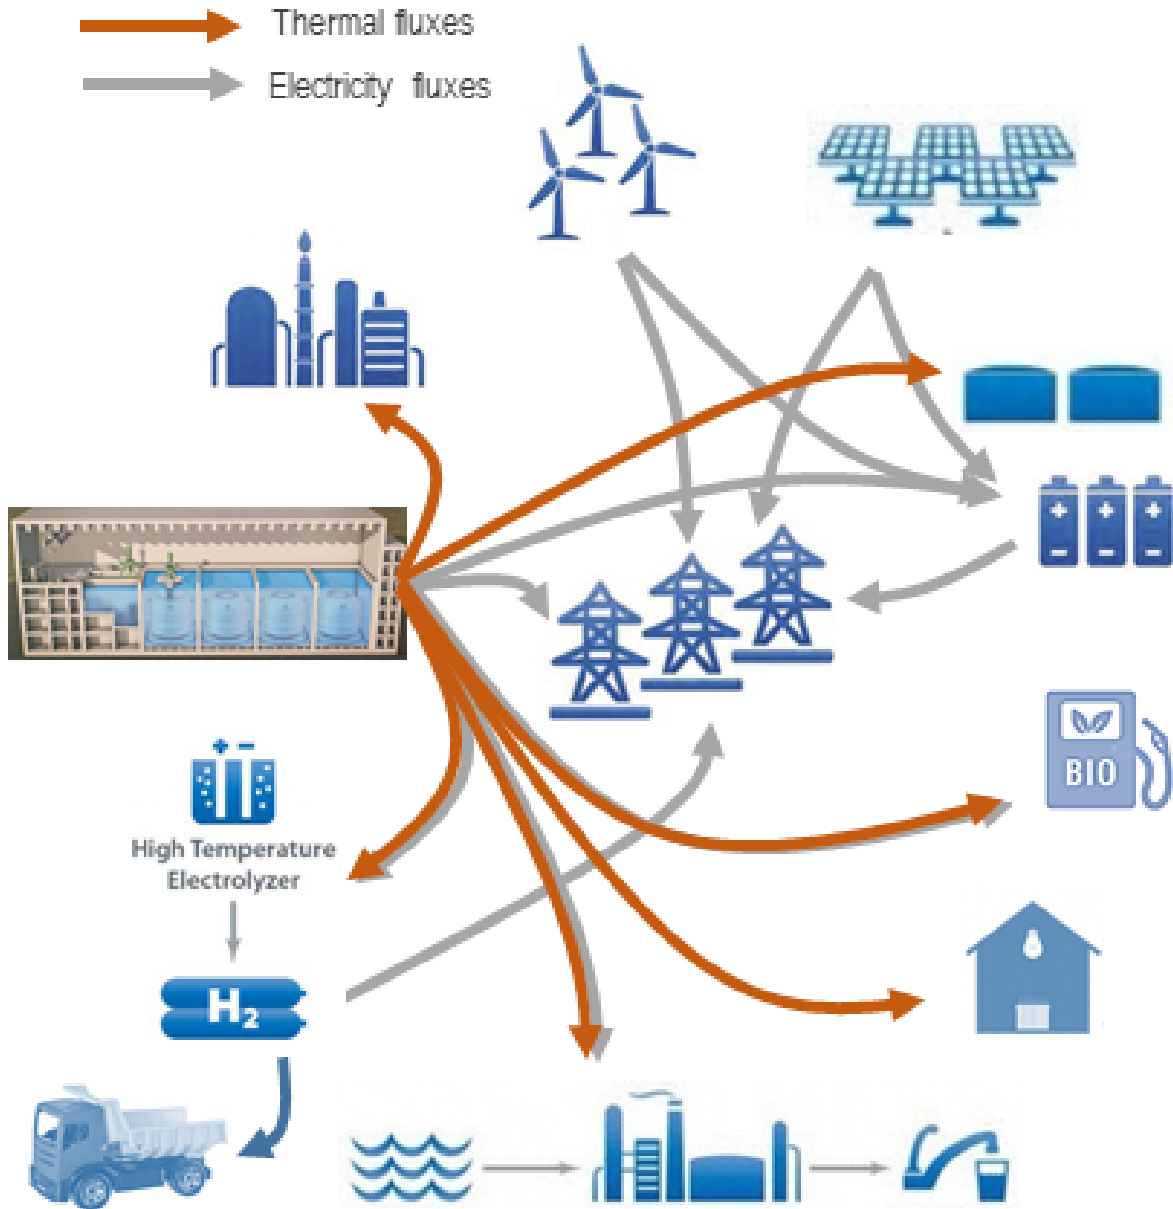 Thermal fluxes
Electricity fluxes
BIO
High Temperature
Electrolyzer
H₂